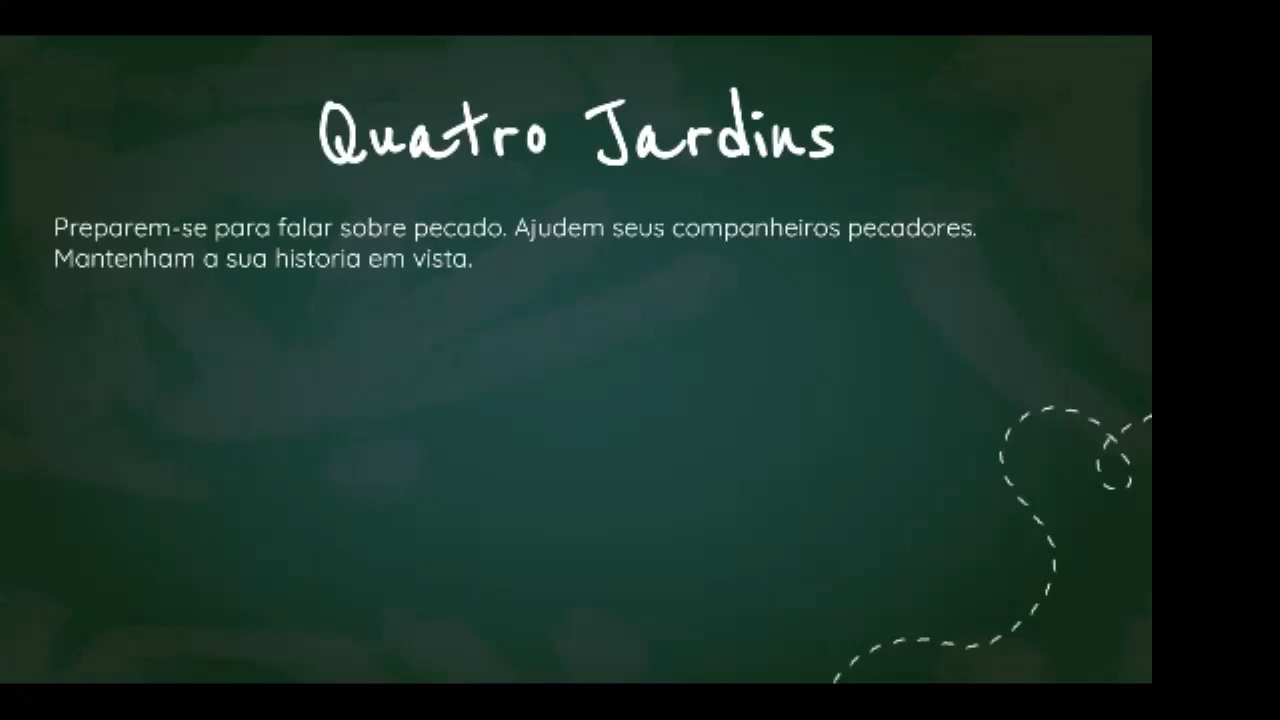 Quatro Jardins
Preparem-se para falar sobre pecado. Ajudem seus companheiros pecadores.
Mantenham a sua historia em vista.